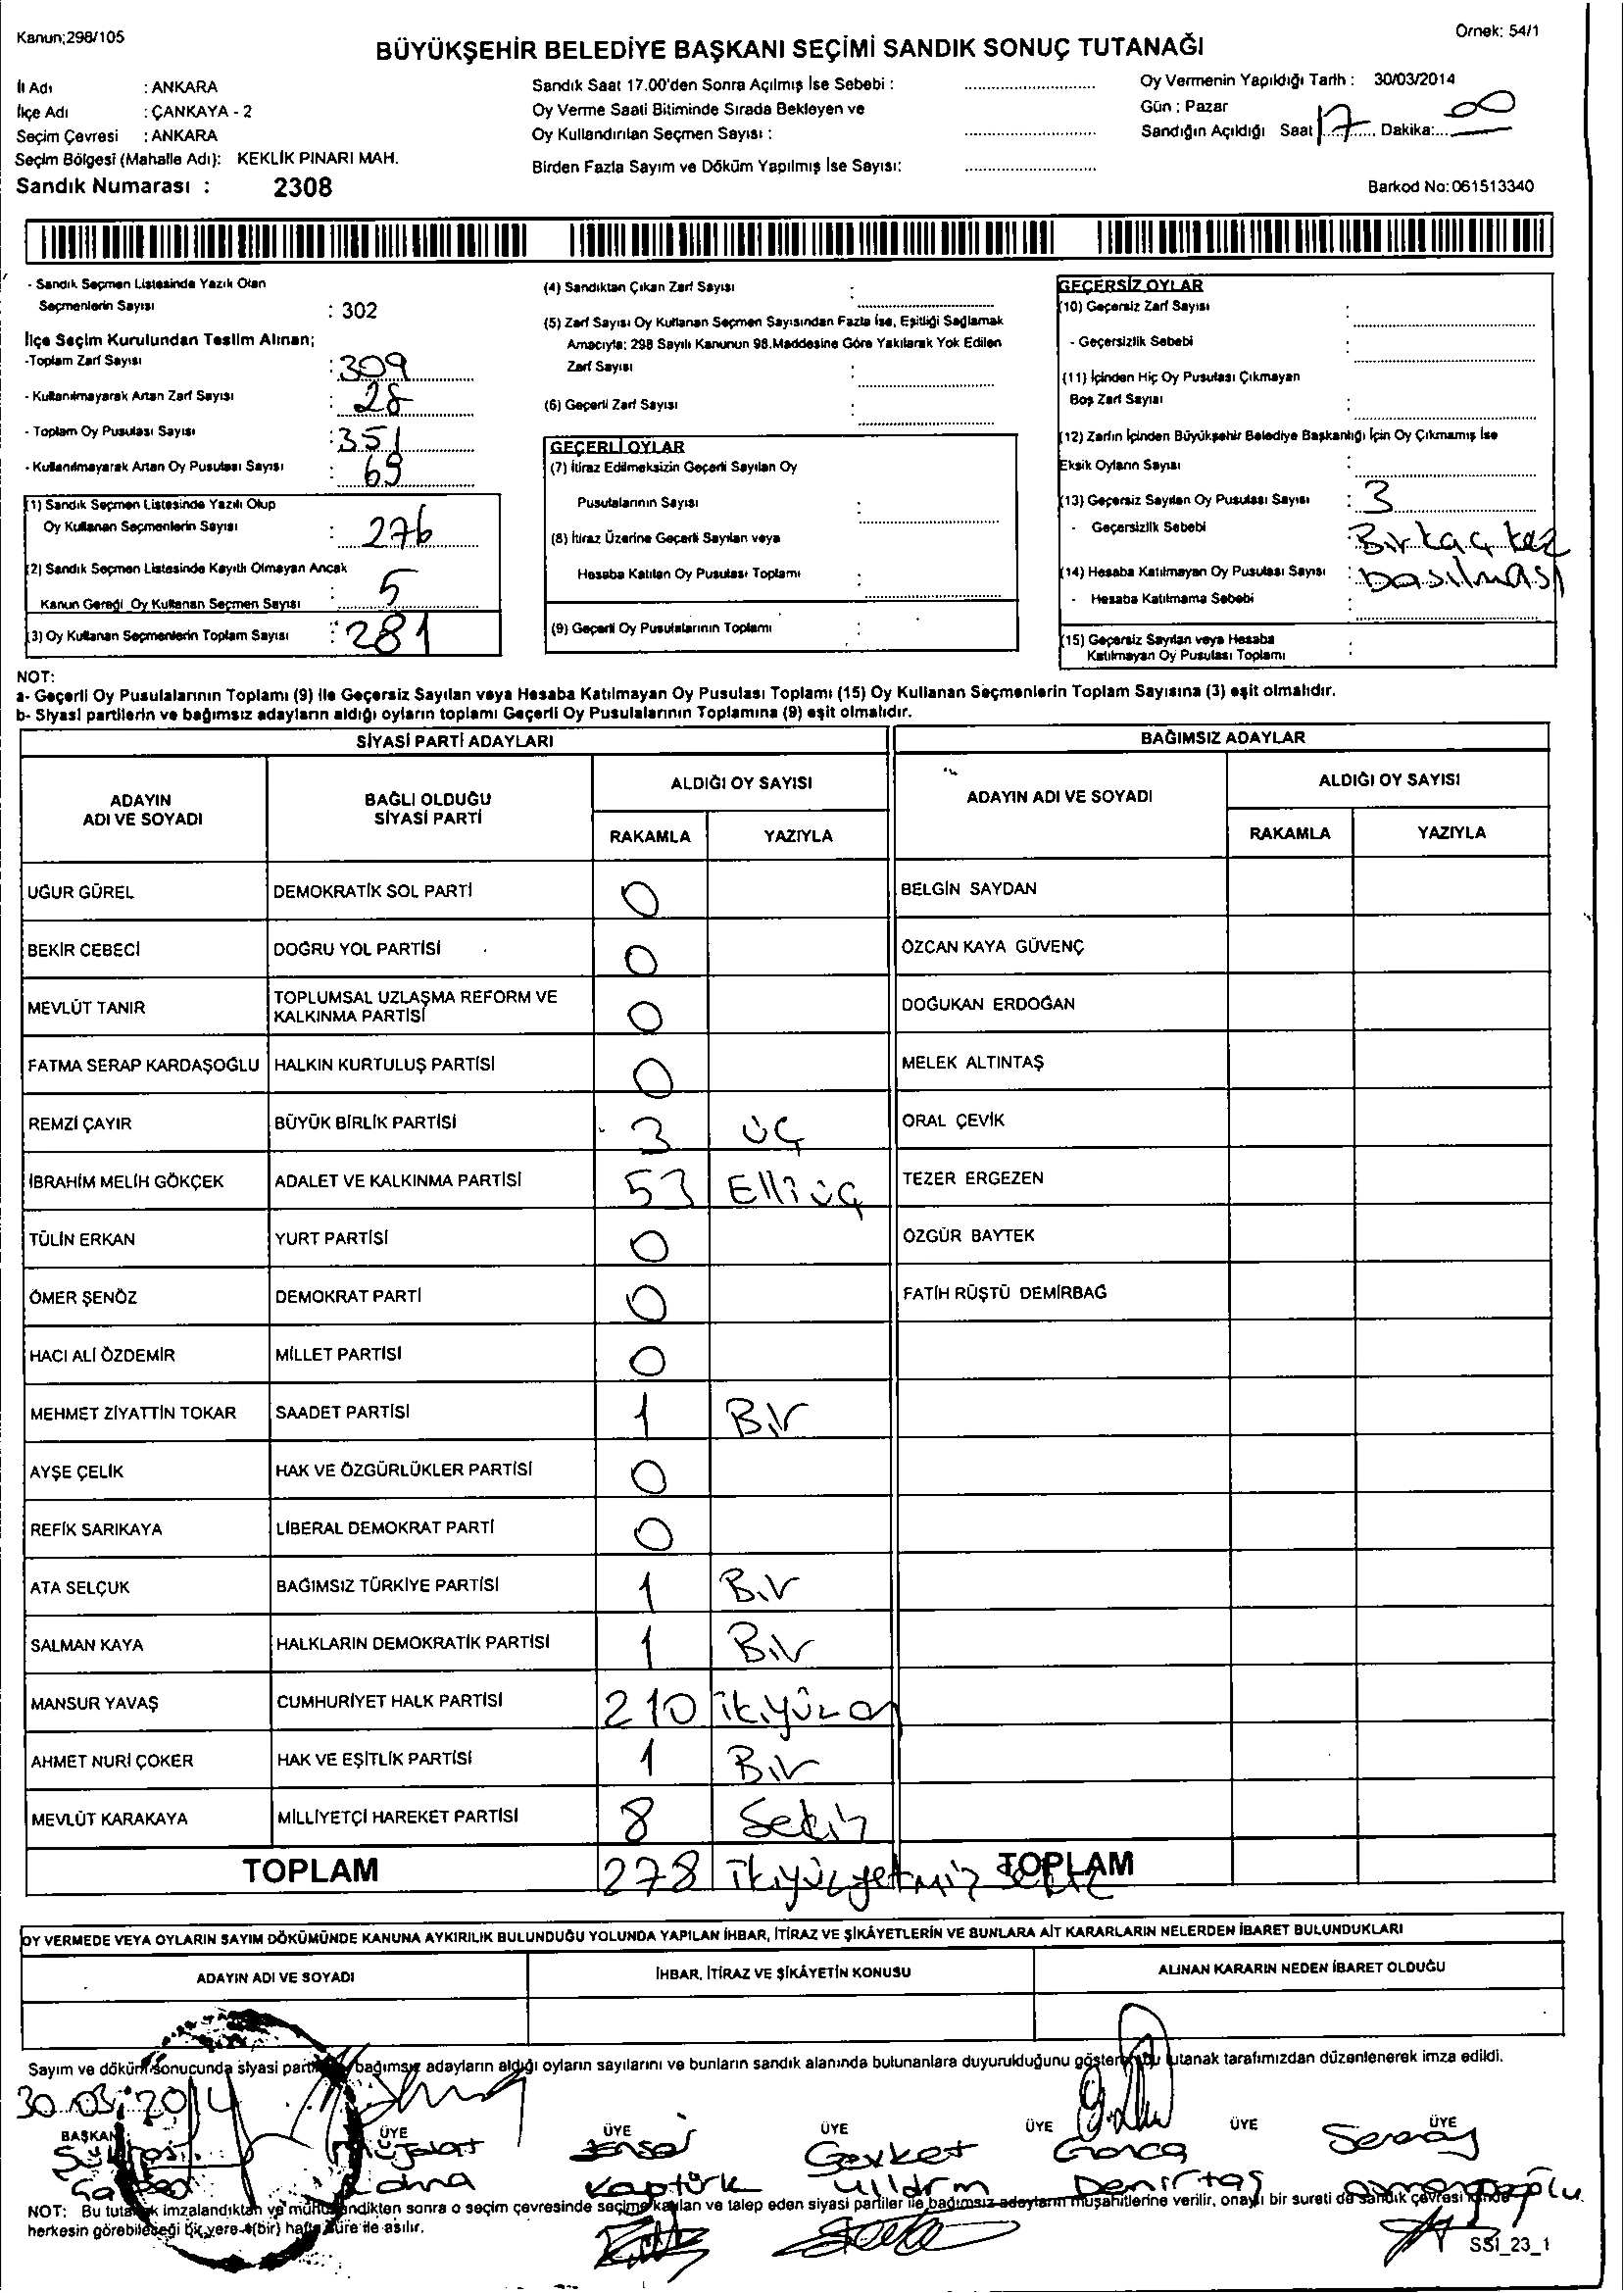 Kanun;298/105
Örnek: 54/1
BÜYÜKŞEHİR BELEDİYE BAŞKANI SEÇİMİ SANDIK SONUÇ TUTANAĞI
İl Adı : ANKARA
İlçe Adı : ÇANKAYA - 2
Seçim Çevresi : ANKARA
Seçim Bölgesi (Mahalle Adı): KEKLİK PINARI MAH.
Sandık Numarası : 2308
Sandık Saat 17.00'den Sonra Açılmış İse Sebebi :
Oy Verme Saati Bitiminde Sırada Bekleyen ve
Oy Kullandırılan Seçmen Sayısı :
Birden Fazla Sayım ve Döküm Yapılmış İse Sayısı:
Oy Vermenin Yapıldığı Tarih : 30/03/2014
Gün : Pazar
Sandığın Açıldığı Saat 17 Dakika: 00
Barkod No:061513340
- Sandık Seçmen Listesinde Yazılı Olan
Seçmenlerin Sayısı : 302
İlçe Seçim Kurulundan Teslim Alınan;
-Toplam Zarf Sayısı : 309
- Kullanılmayarak Artan Zarf Sayısı : 28
- Toplam Oy Pusulası Sayısı : 351
- Kullanılmayarak Artan Oy Pusulası Sayısı : 69
(1) Sandık Seçmen Listesinde Yazılı Olup
Oy Kullanan Seçmenlerin Sayısı : 276
(2) Sandık Seçmen Listesinde Kayıtlı Olmayan Ancak
Kanun Gereği Oy Kullanan Seçmen Sayısı : 5
(3) Oy Kullanan Seçmenlerin Toplam Sayısı : 281
(4) Sandıktan Çıkan Zarf Sayısı :
(5) Zarf Sayısı Oy Kullanan Seçmen Sayısından Fazla İse, Eşitliği Sağlamak
Amacıyla; 298 Sayılı Kanunun 98.Maddesine Göre Yakılarak Yok Edilen
Zarf Sayısı :
(6) Geçerli Zarf Sayısı :
GEÇERLİ OYLAR
(7) İtiraz Edilmeksizin Geçerli Sayılan Oy
Pusulalarının Sayısı :
(8) İtiraz Üzerine Geçerli Sayılan veya
Hesaba Katılan Oy Pusulası Toplamı :
(9) Geçerli Oy Pusulalarının Toplamı :
GEÇERSİZ OYLAR
(10) Geçersiz Zarf Sayısı :
- Geçersizlik Sebebi :
(11) İçinden Hiç Oy Pusulası Çıkmayan
Boş Zarf Sayısı :
(12) Zarfın İçinden Büyükşehir Belediye Başkanlığı İçin Oy Çıkmamış İse
Eksik Oyların Sayısı :
(13) Geçersiz Sayılan Oy Pusulası Sayısı : 3
- Geçersizlik Sebebi Birkaç kez
(14) Hesaba Katılmayan Oy Pusulası Sayısı : basılması
- Hesaba Katılmama Sebebi :
(15) Geçersiz Sayılan veya Hesaba
Katılmayan Oy Pusulası Toplamı :
NOT:
a- Geçerli Oy Pusulalarının Toplamı (9) ile Geçersiz Sayılan veya Hesaba Katılmayan Oy Pusulası Toplamı (15) Oy Kullanan Seçmenlerin Toplam Sayısına (3) eşit olmalıdır.
b- Siyasi partilerin ve bağımsız adayların aldığı oyların toplamı Geçerli Oy Pusulalarının Toplamına (9) eşit olmalıdır.
SİYASİ PARTİ ADAYLARI
ADAYIN ADI VE SOYADI
BAĞLI OLDUĞU SİYASİ PARTİ
ALDIĞI OY SAYISI
RAKAMLA YAZIYLA
UĞUR GÜREL DEMOKRATİK SOL PARTİ 0
BEKİR CEBECİ DOĞRU YOL PARTİSİ 0
MEVLÜT TANIR TOPLUMSAL UZLAŞMA REFORM VE KALKINMA PARTİSİ 0
FATMA SERAP KARDAŞOĞLU HALKIN KURTULUŞ PARTİSİ 0
REMZİ ÇAYIR BÜYÜK BİRLİK PARTİSİ 3 üç
İBRAHİM MELİH GÖKÇEK ADALET VE KALKINMA PARTİSİ 53 Elli üç
TÜLİN ERKAN YURT PARTİSİ 0
ÖMER ŞENÖZ DEMOKRAT PARTİ 0
HACI ALİ ÖZDEMİR MİLLET PARTİSİ 0
MEHMET ZİYATTİN TOKAR SAADET PARTİSİ 1 Bir
AYŞE ÇELİK HAK VE ÖZGÜRLÜKLER PARTİSİ 0
REFİK SARIKAYA LİBERAL DEMOKRAT PARTİ 0
ATA SELÇUK BAĞIMSIZ TÜRKİYE PARTİSİ 1 Bir
SALMAN KAYA HALKLARIN DEMOKRATİK PARTİSİ 1 Bir
MANSUR YAVAŞ CUMHURİYET HALK PARTİSİ 210 ikiyüzon
AHMET NURİ ÇOKER HAK VE EŞİTLİK PARTİSİ 1 Bir
MEVLÜT KARAKAYA MİLLİYETÇİ HAREKET PARTİSİ 8 Sekiz
TOPLAM 278 ikiyüzyetmiş sekiz
BAĞIMSIZ ADAYLAR
ADAYIN ADI VE SOYADI
ALDIĞI OY SAYISI
RAKAMLA YAZIYLA
BELGİN SAYDAN
ÖZCAN KAYA GÜVENÇ
DOĞUKAN ERDOĞAN
MELEK ALTINTAŞ
ORAL ÇEVİK
TEZER ERGEZEN
ÖZGÜR BAYTEK
FATİH RÜŞTÜ DEMİRBAĞ
TOPLAM
OY VERMEDE VEYA OYLARIN SAYIM DÖKÜMÜNDE KANUNA AYKIRILIK BULUNDUĞU YOLUNDA YAPILAN İHBAR, İTİRAZ VE ŞİKÂYETLERİN VE BUNLARA AİT KARARLARIN NELERDEN İBARET BULUNDUKLARI
ADAYIN ADI VE SOYADI
İHBAR, İTİRAZ VE ŞİKÂYETİN KONUSU
ALINAN KARARIN NEDEN İBARET OLDUĞU
Sayım ve döküm sonucunda siyasi parti bağımsız adayların aldığı oyların sayılarını ve bunların sandık alanında bulunanlara duyurulduğunu gösteren bu tutanak tarafımızdan düzenlenerek imza edildi.
30.03.2014
BAŞKAN ÜYE ÜYE ÜYE ÜYE ÜYE ÜYE
Gonca Seray
Kaptürk Demirtaş
NOT: Bu tutanak imzalandıktan ve mühürlendikten sonra o seçim çevresinde seçime katılan ve talep eden siyasi partiler ile bağımsız adayların müşahitlerine verilir, onaylı bir sureti de sandık çevresi içinde
herkesin görebileceği bir yere 1(bir) hafta süre ile asılır.
SSI_23_1